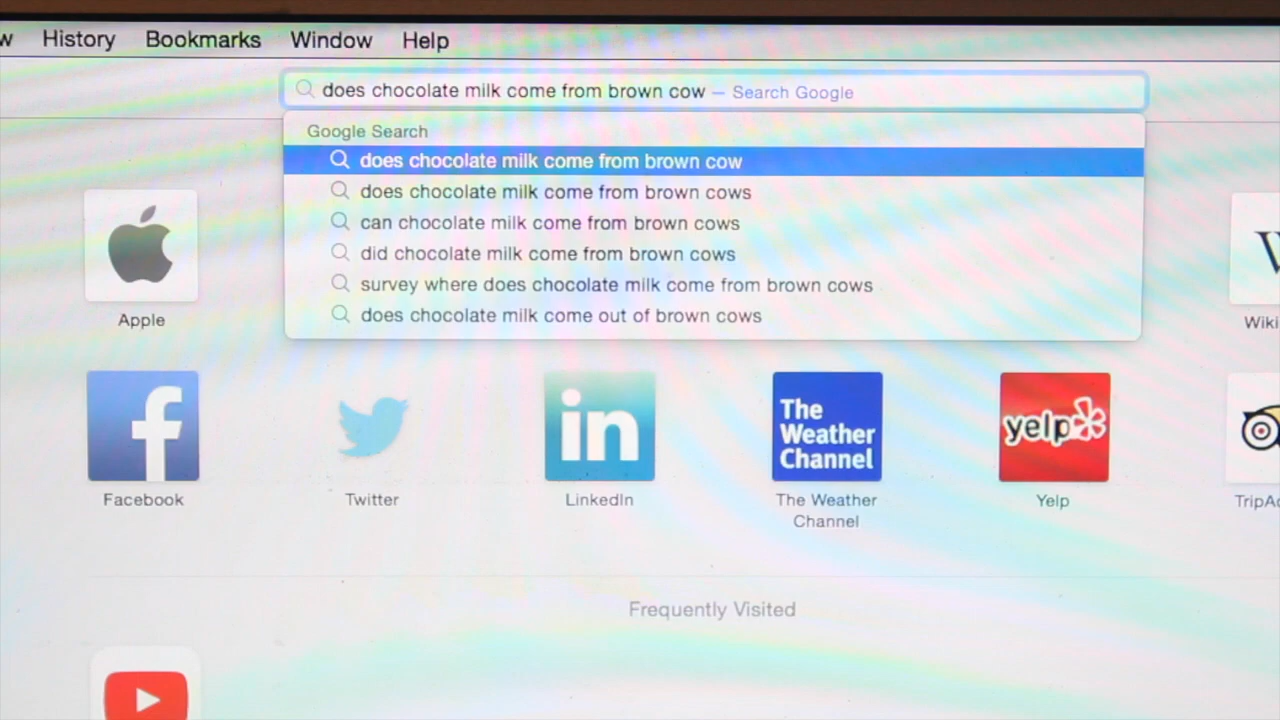 w History Bookmarks Window Help
does chocolate milk come from brown cow – Search Google
Google Search
does chocolate milk come from brown cow
does chocolate milk come from brown cows
can chocolate milk come from brown cows
did chocolate milk come from brown cows
survey where does chocolate milk come from brown cows
does chocolate milk come out of brown cows
W
Apple
Wiki
f
in
The
Weather
Channel
yelp
Facebook
Twitter
LinkedIn
The Weather
Channel
Yelp
TripAd
Frequently Visited